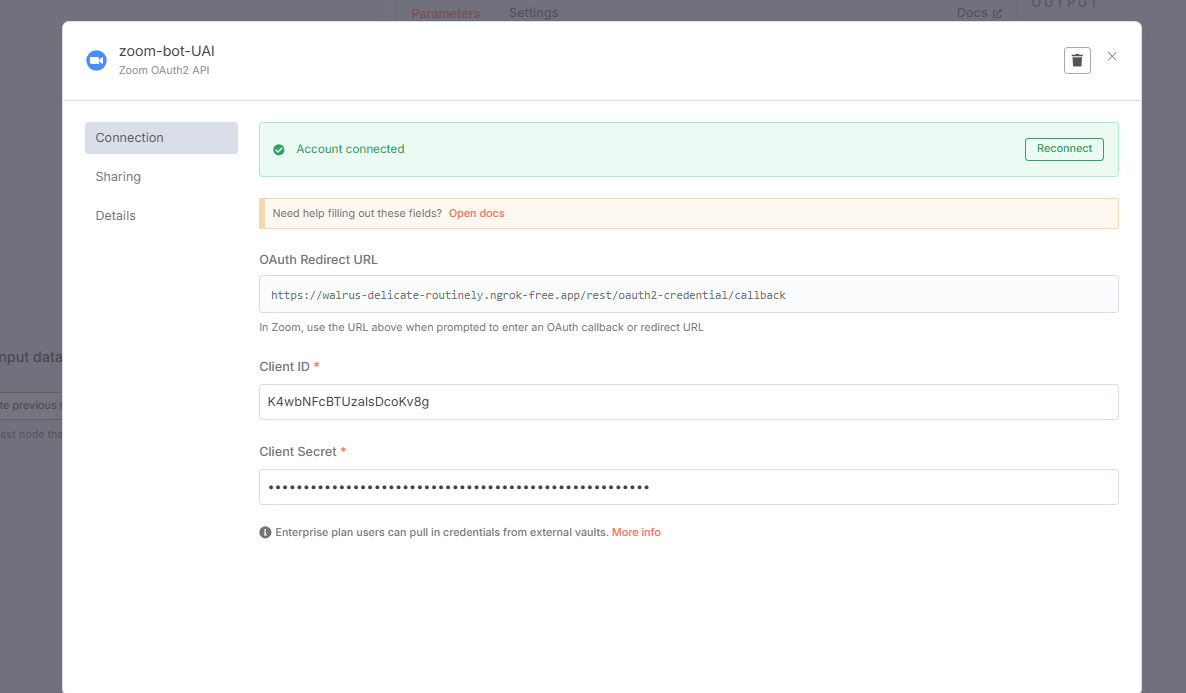 Parameters
Settings
Docs
OUTPUT
zoom-bot-UAI
Zoom OAuth2 API
Connection
Sharing
Details
Account connected
Reconnect
Need help filling out these fields? Open docs
OAuth Redirect URL
https://walrus-delicate-routinely.ngrok-free.app/rest/oauth2-credential/callback
In Zoom, use the URL above when prompted to enter an OAuth callback or redirect URL
Client ID *
K4wbNFcBTUzalsDcoKv8g
Client Secret *
••••••••••••••••••••••••••••••••••••••••••••••••••••••
Enterprise plan users can pull in credentials from external vaults. More info
nput data
te previous
est node tha